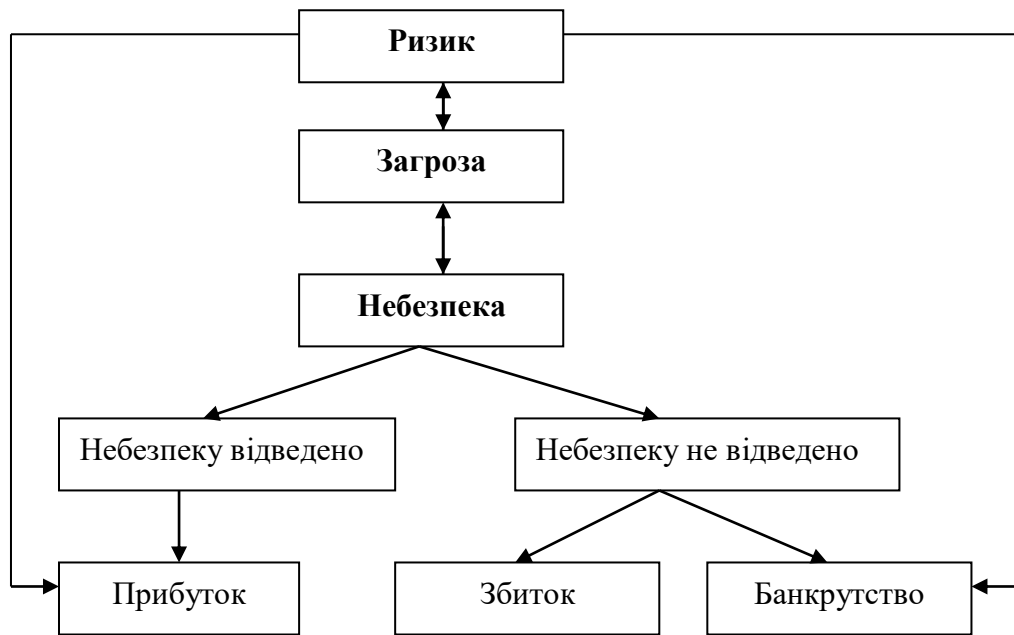 Ризик
Загроза
Небезпека
Небезпеку відведено
Небезпеку не відведено
Прибуток
Збиток
Банкрутство